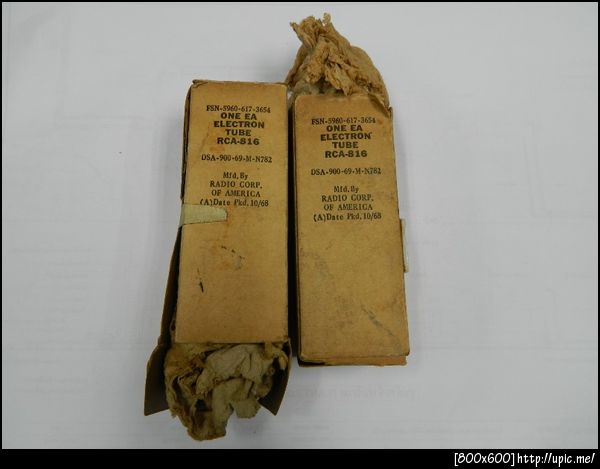 FSN-5960-617-3654
ONE EA
ELECTRON
TUBE
RCA-816
DSA-900-69-M-N782
Mfd. By
RADIO CORP.
OF AMERICA
(A)Date Pkd. 10/68
FSN-5960-617-3654
ONE EA
ELECTRON
TUBE
RCA-816
DSA-900-69-M-N782
Mfd. By
RADIO CORP.
OF AMERICA
(A)Date Pkd. 10/68
[800x600]http://upic.me/